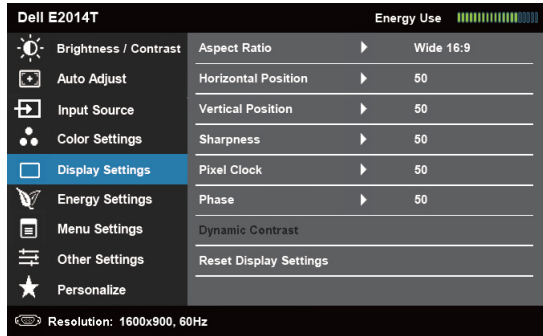 Dell E2014T Energy Use
Brightness / Contrast Aspect Ratio Wide 16:9
Auto Adjust Horizontal Position 50
Input Source Vertical Position 50
Color Settings Sharpness 50
Display Settings Pixel Clock 50
Energy Settings Phase 50
Menu Settings Dynamic Contrast
Other Settings Reset Display Settings
Personalize
Resolution: 1600x900, 60Hz